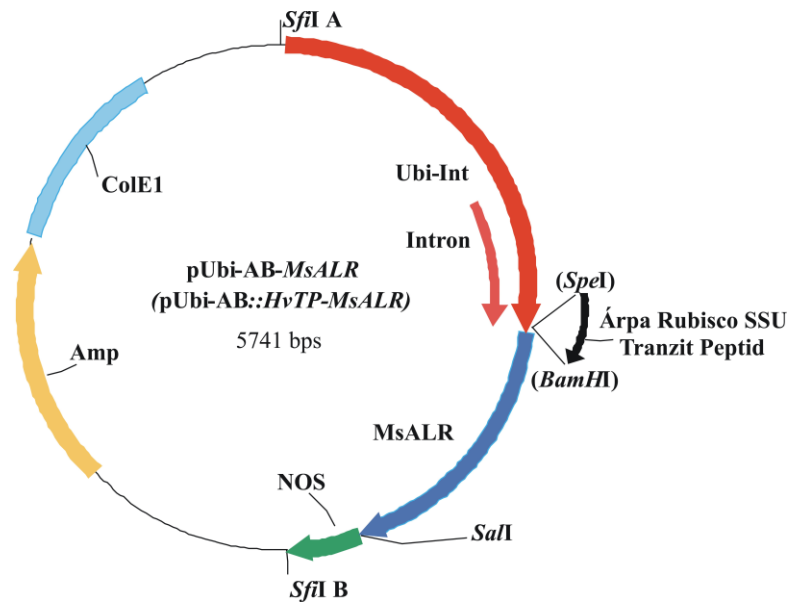 SfiI A
ColE1
Ubi-Int
Intron
pUbi-AB-MsALR
(pUbi-AB::HvTP-MsALR)
5741 bps
(SpeI)
Árpa Rubisco SSU
Tranzit Peptid
(BamHI)
Amp
MsALR
NOS
SalI
SfiI B